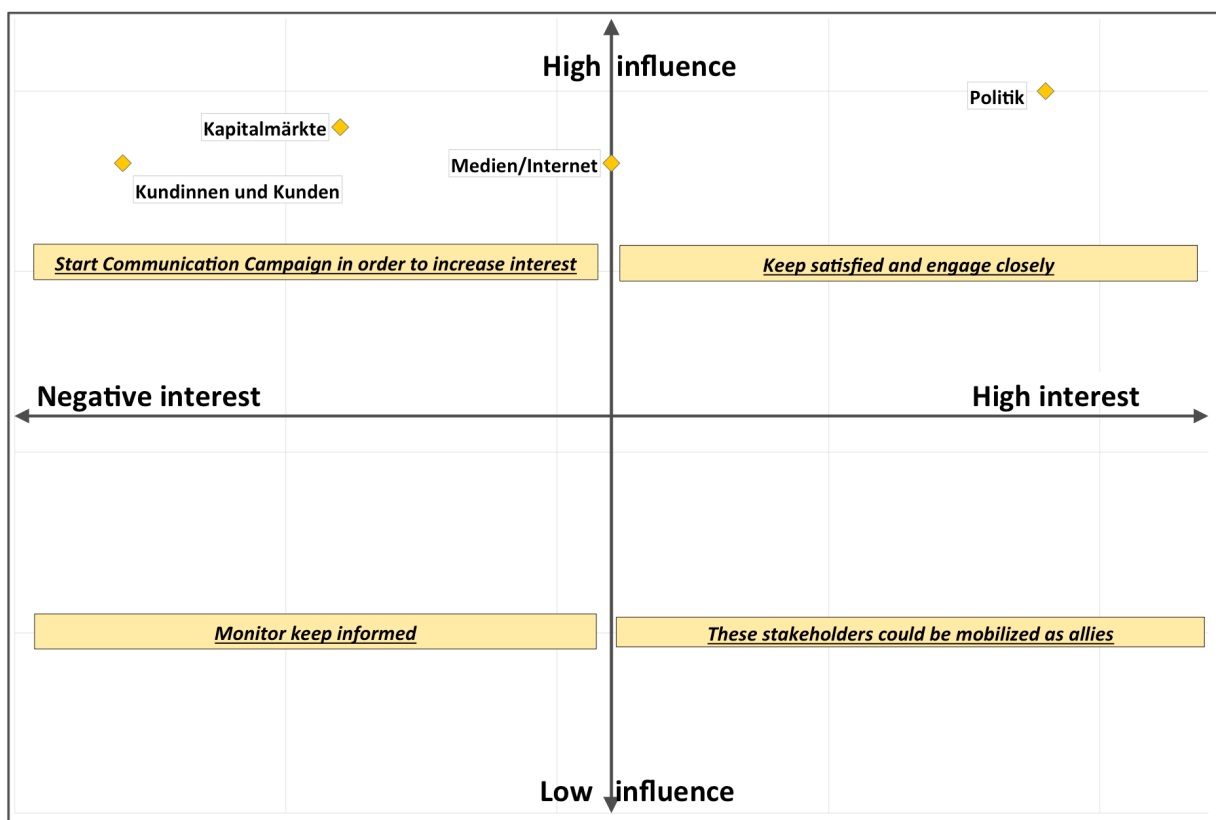 High influence
Politik
Kapitalmärkte
Medien/Internet
Kundinnen und Kunden
Start Communication Campaign in order to increase interest
Keep satisfied and engage closely
Negative interest
High interest
Monitor keep informed
These stakeholders could be mobilized as allies
Low influence